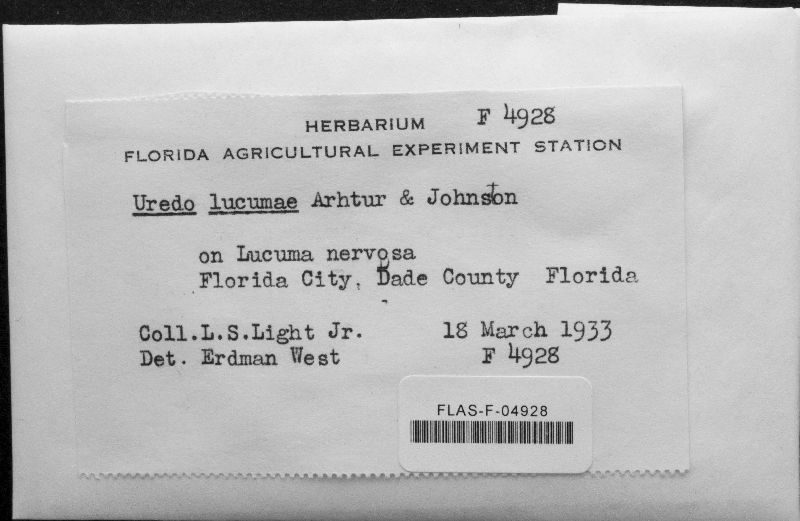 HERBARIUM F 4928
FLORIDA AGRICULTURAL EXPERIMENT STATION
Uredo lucumae Arhtur & Johnston
on Lucuma nervosa
Florida City, Dade County Florida
Coll.L.S.Light Jr. 18 March 1933
Det. Erdman West F 4928
FLAS-F-04928